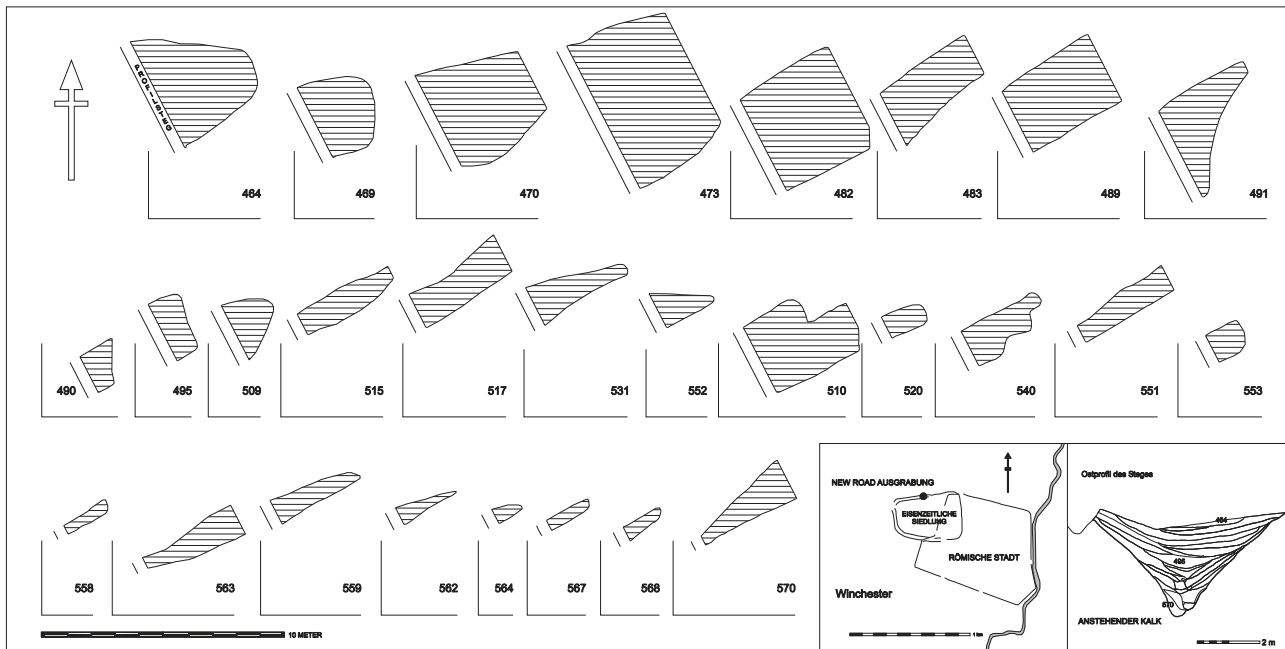 PROFILSTEG
464
469
470
473
482
483
489
491
490
495
509
515
517
531
552
510
520
540
551
553
558
563
559
562
564
567
568
570
10 METER
NEW ROAD AUSGRABUNG
EISENZEITLICHE
SIEDLUNG
RÖMISCHE STADT
Winchester
1 km
Ostprofil des Steges
464
495
570
ANSTEHENDER KALK
2 m